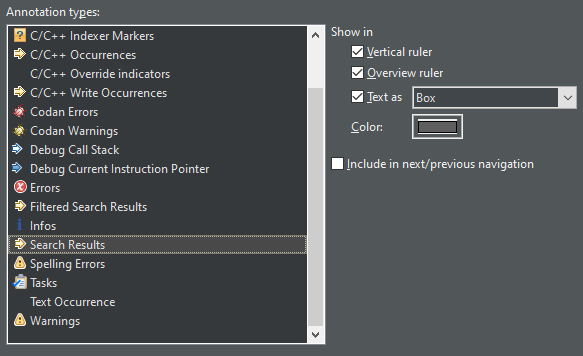 Annotation types:
C/C++ Indexer Markers
C/C++ Occurrences
C/C++ Override indicators
C/C++ Write Occurrences
Codan Errors
Codan Warnings
Debug Call Stack
Debug Current Instruction Pointer
Errors
Filtered Search Results
Infos
Search Results
Spelling Errors
Tasks
Text Occurrence
Warnings
Show in
Vertical ruler
Overview ruler
Text as Box
Color:
Include in next/previous navigation